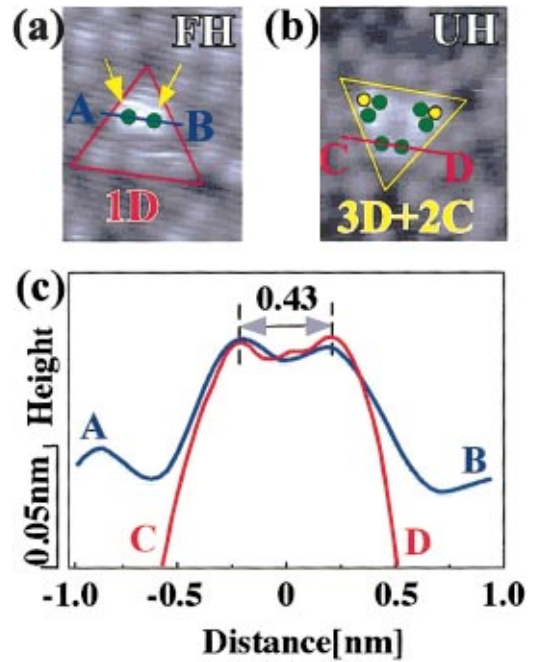 (a) FH
A B
1D
(b) UH
C D
3D+2C
(c)
0.43
Height
0.05nm
A B
C D
-1.0 -0.5 0 0.5 1.0
Distance[nm]